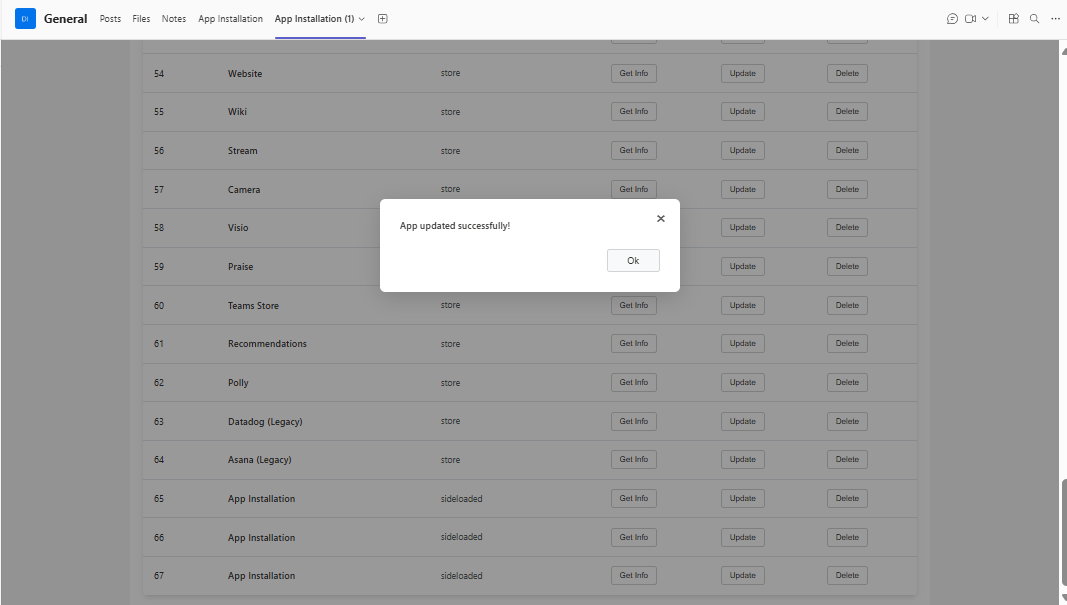 DI General Posts Files Notes App Installation App Installation (1)
54 Website store Get Info Update Delete
55 Wiki store Get Info Update Delete
56 Stream store Get Info Update Delete
57 Camera store Get Info Update Delete
App updated successfully!
58 Visio Update Delete
Ok
59 Praise Update Delete
60 Teams Store store Get Info Update Delete
61 Recommendations store Get Info Update Delete
62 Polly store Get Info Update Delete
63 Datadog (Legacy) store Get Info Update Delete
64 Asana (Legacy) store Get Info Update Delete
65 App Installation sideloaded Get Info Update Delete
66 App Installation sideloaded Get Info Update Delete
67 App Installation sideloaded Get Info Update Delete